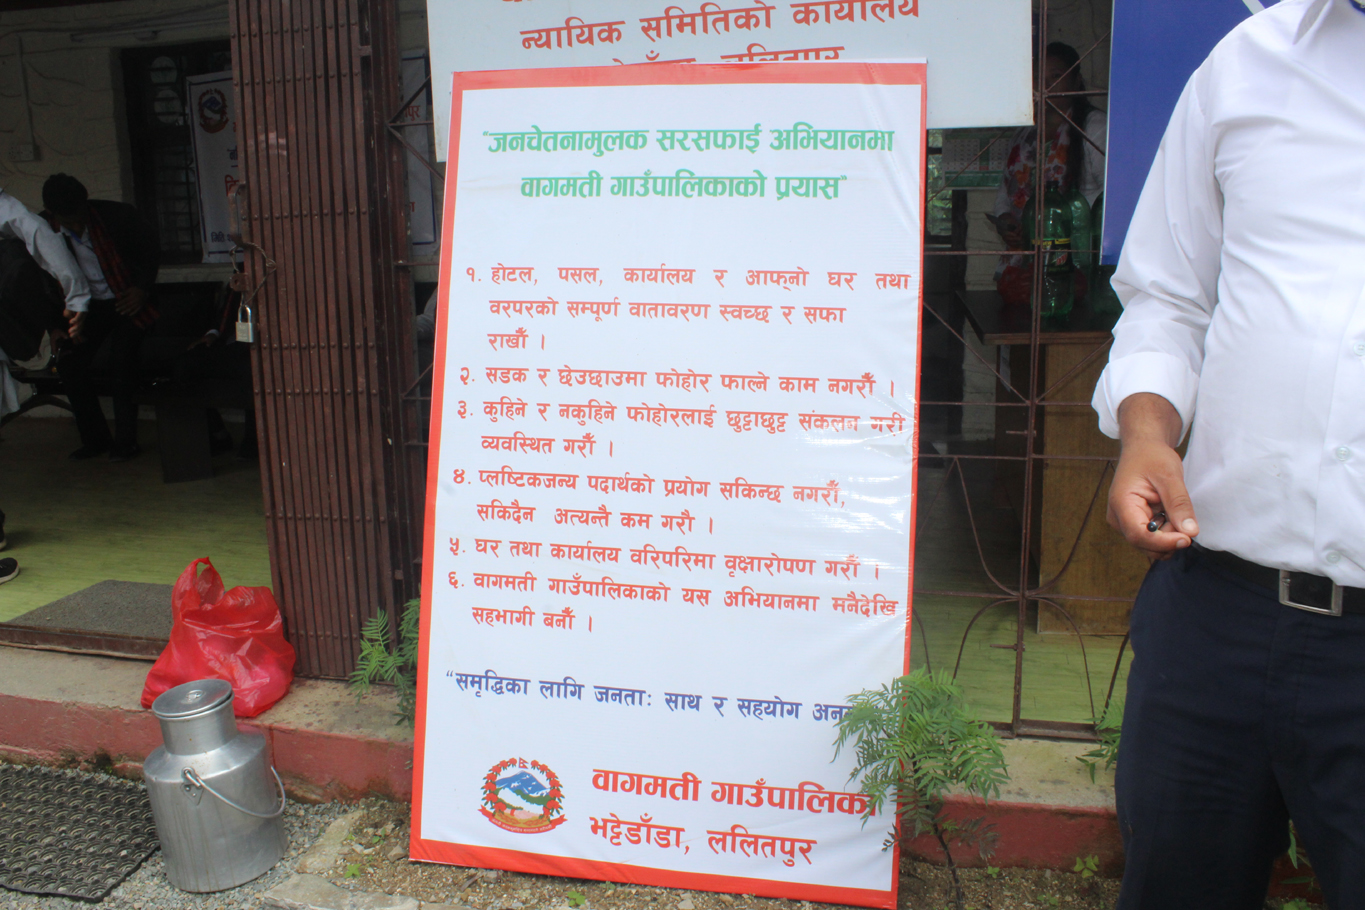 न्यायिक समितिको कार्यालय
ललितपुर
"जनचेतनामुलक सरसफाई अभियानमा
वागमती गाउँपालिकाको प्रयास"
१. होटल, पसल, कार्यालय र आफ्‌नो घर तथा
वरपरको सम्पूर्ण वातावरण स्वच्छ र सफा
राखौँ ।
२. सडक र छेउछाउमा फोहोर फाल्ने काम नगरौँ ।
३. कुहिने र नकुहिने फोहोरलाई छुट्टाछुट्ट संकलन गरी
व्यवस्थित गरौँ ।
४. प्लष्टिकजन्य पदार्थको प्रयोग सकिन्छ नगरौँ,
सकिदैन अत्यन्तै कम गरौ ।
५. घर तथा कार्यालय वरिपरिमा वृक्षारोपण गरौँ ।
६. वागमती गाउँपालिकाको यस अभियानमा मनैदेखि
सहभागी बनौँ ।
"समृद्धिका लागि जनताः साथ र सहयोग
वागमती गाउँपालिका
भट्टेडाँडा, ललितपुर